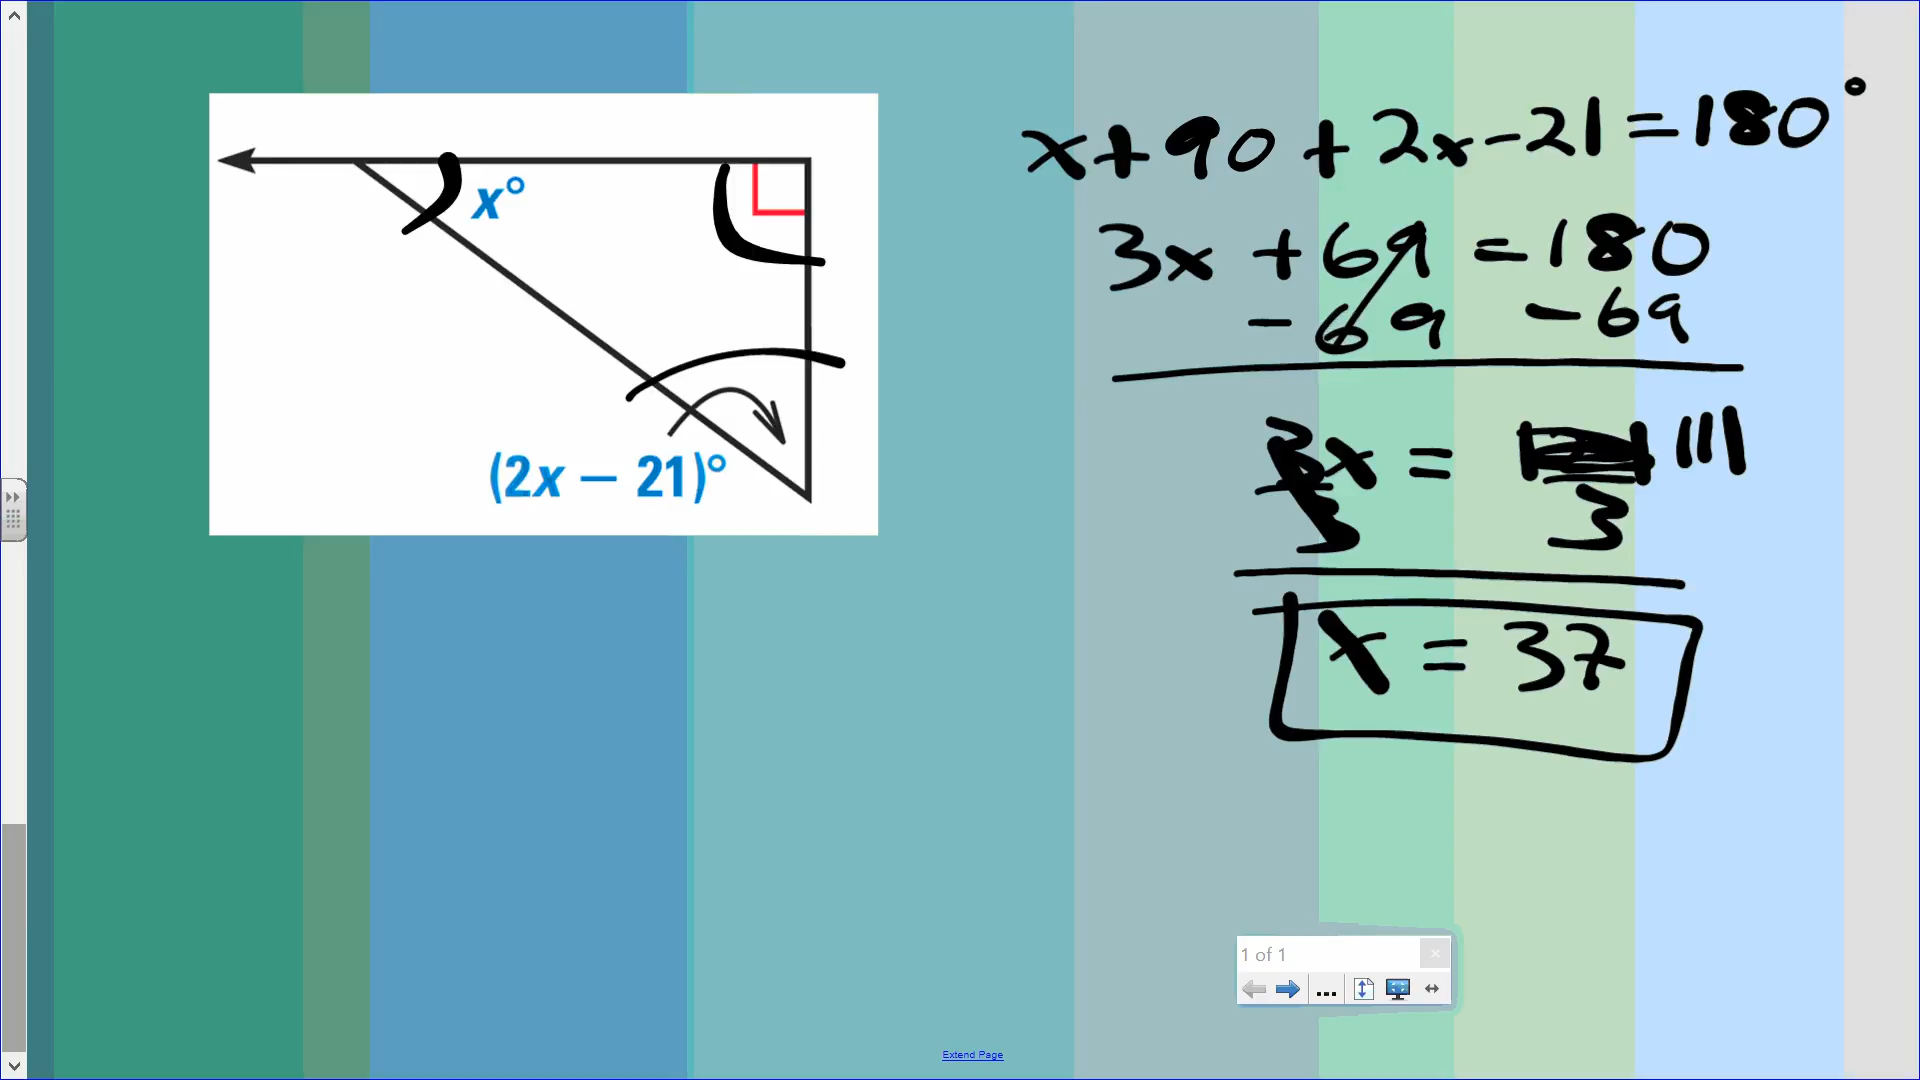 x°
(2x − 21)°
x+90+2x-21=180°
3x +69 =180
-69 -69
3x = 111
3 3
x = 37
1 of 1
...
Extend Page